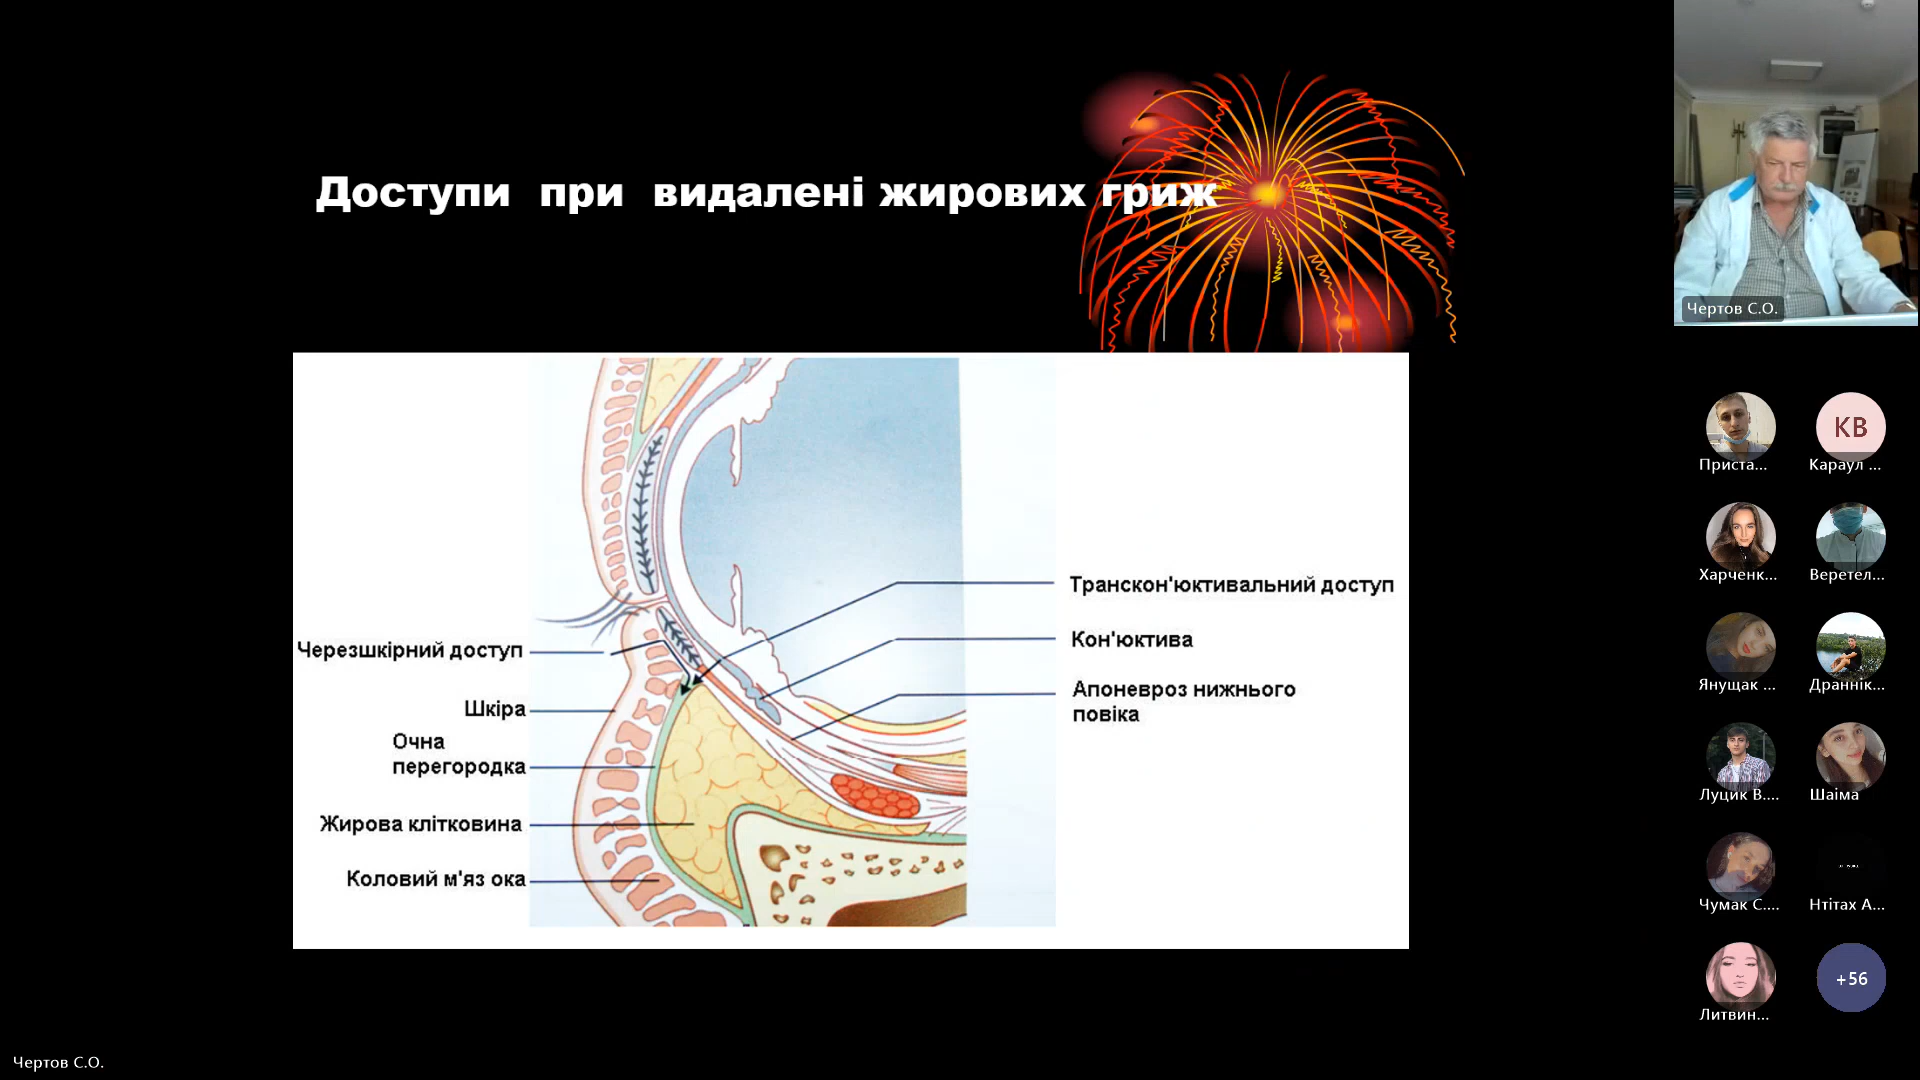 Доступи при видалені жирових гриж
Черезшкірний доступ
Шкіра
Очна
перегородка
Жирова клітковина
Коловий м'яз ока
Транскон'юктивальний доступ
Кон'юктива
Апоневроз нижнього
повіка
Чертов С.О.
КВ
Приста...
Караул ...
Харченк...
Веретел...
Янущак ...
Драннік...
Луцик В....
Шаіма
Чумак С....
Нтітах А...
Литвин...
+56
Чертов С.О.